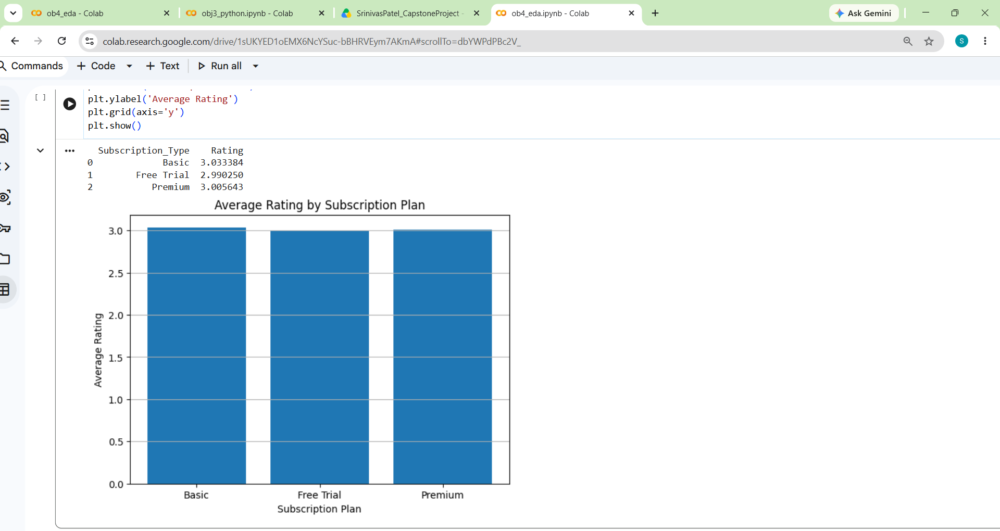 ob4_eda - Colab
obj3_python.ipynb - Colab
SrinivasPatel_CapstoneProject -
ob4_eda.ipynb - Colab
Ask Gemini
colab.research.google.com/drive/1sUKYED1oEMX6NcYSuc-bBHRVEym7AKmA#scrollTo=dbYWPdPBc2V_
S
Commands
+ Code
+ Text
Run all
[ ]
plt.ylabel('Average Rating')
plt.grid(axis='y')
plt.show()
Subscription_Type Rating
0 Basic 3.033384
1 Free Trial 2.990250
2 Premium 3.005643
Average Rating by Subscription Plan
3.0
2.5
2.0
1.5
1.0
0.5
0.0
Average Rating
Basic Free Trial Premium
Subscription Plan